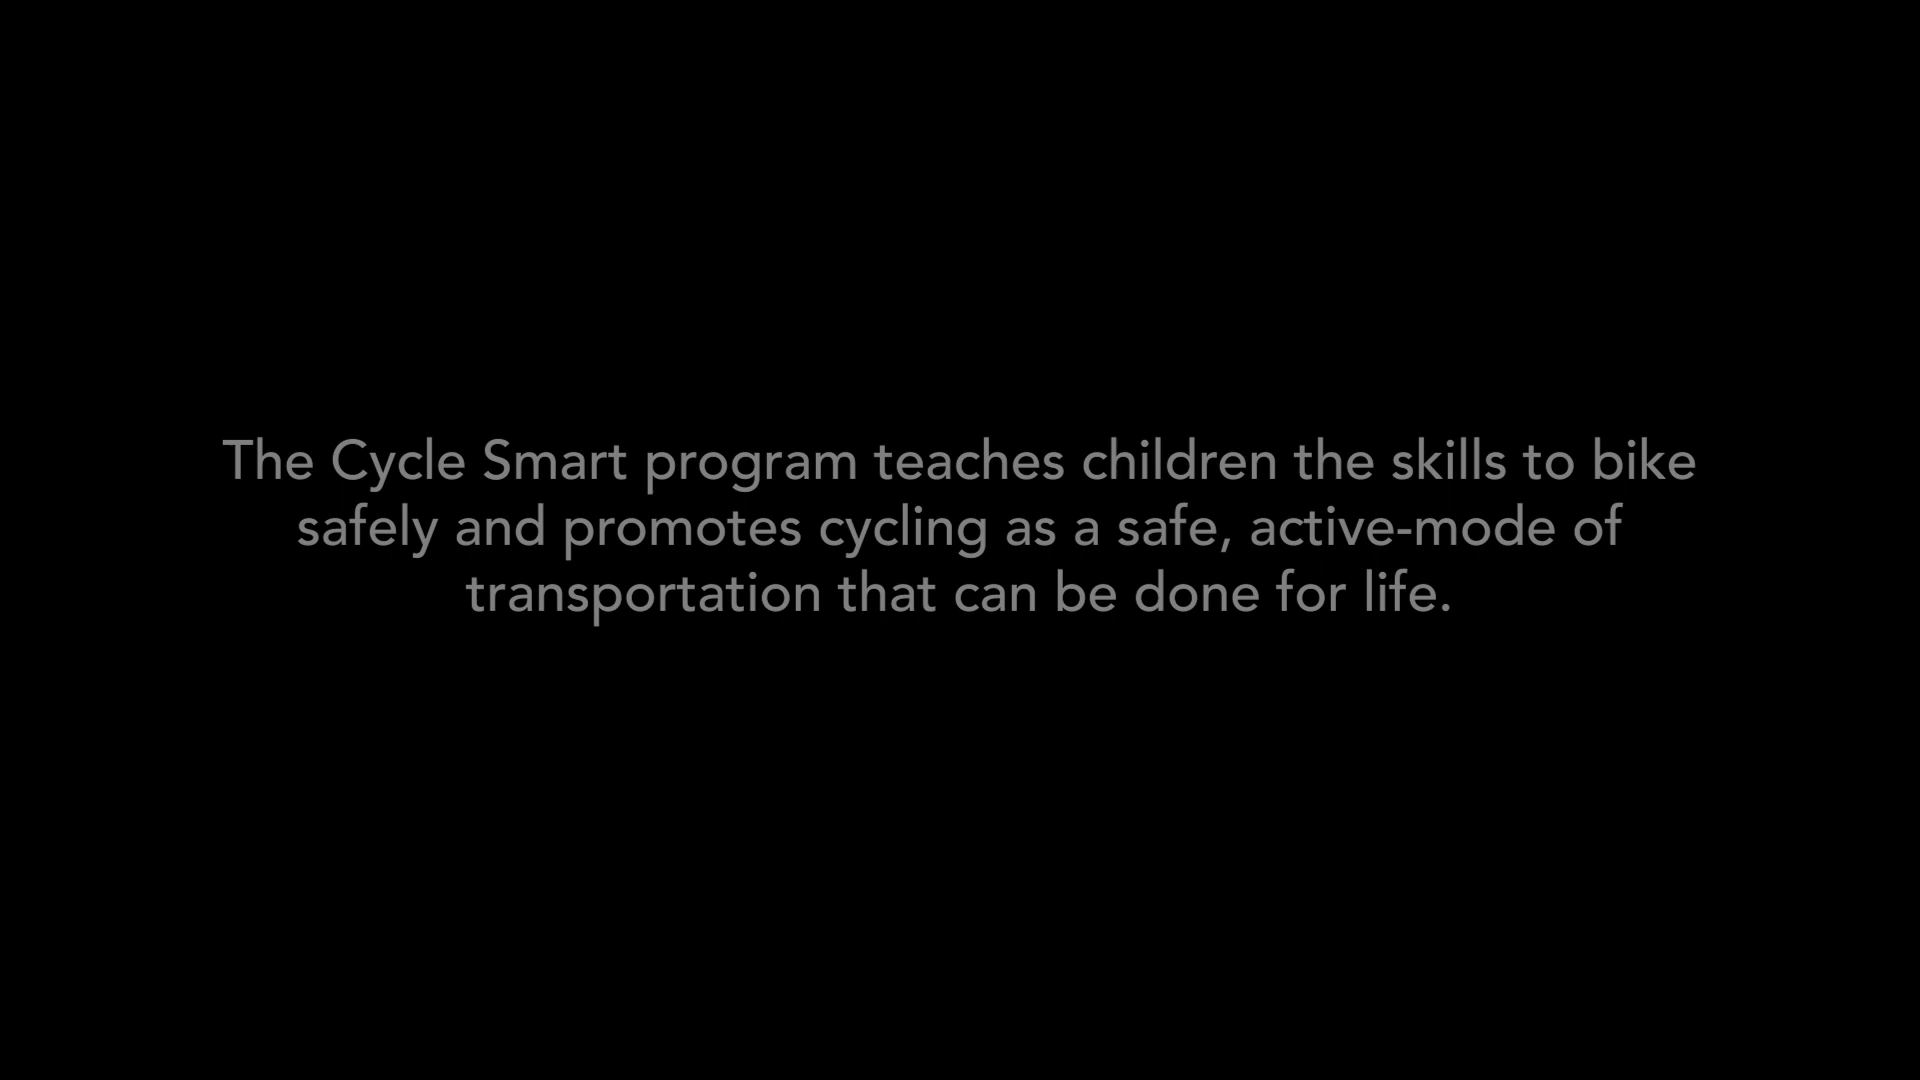 The Cycle Smart program teaches children the skills to bike
safely and promotes cycling as a safe, active-mode of
transportation that can be done for life.